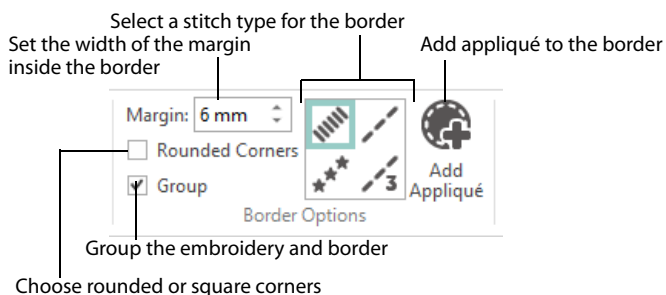 Select a stitch type for the border
Set the width of the margin
inside the border
Add appliqué to the border
Margin: 6 mm
Rounded Corners
Group
3
Add
Appliqué
Border Options
Group the embroidery and border
Choose rounded or square corners